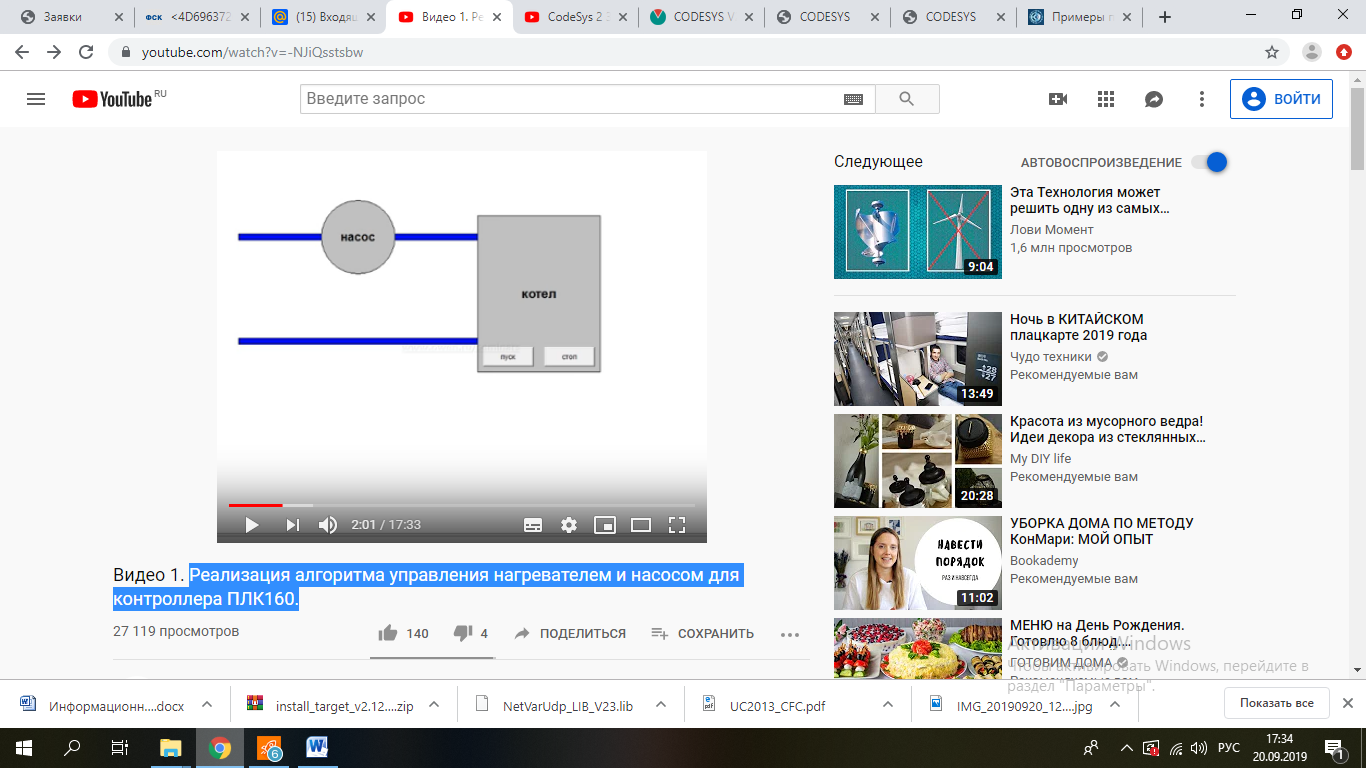 Заявки
фск
<4D696372
(15) Входящ
Видео 1. Ре
CodeSys 2 3
CODESYS V
CODESYS
CODESYS
Примеры п
youtube.com/watch?v=-NJiQsstsbw
YouTube RU
Введите запрос
ВОЙТИ
насос
котел
пуск
стоп
2:01 / 17:33
Видео 1. Реализация алгоритма управления нагревателем и насосом для
контроллера ПЛК160.
27 119 просмотров
140
4
ПОДЕЛИТЬСЯ
СОХРАНИТЬ
Следующее
АВТОВОСПРОИЗВЕДЕНИЕ
9:04
Эта Технология может
решить одну из самых…
Лови Момент
1,6 млн просмотров
13:49
Ночь в КИТАЙСКОМ
плацкарте 2019 года
Чудо техники
Рекомендуемые вам
20:28
Красота из мусорного ведра!
Идеи декора из стеклянных…
My DIY life
Рекомендуемые вам
НАВЕСТИ
ПОРЯДОК
РАЗ И НАВСЕГДА
11:02
УБОРКА ДОМА ПО МЕТОДУ
КонМари: МОЙ ОПЫТ
Bookademy
Рекомендуемые вам
МЕНЮ на День Рождения.
Готовлю 8 блюд…
ГОТОВИМ ДОМА
Активация Windows
Чтобы активировать Windows, перейдите в
раздел "Параметры".
Информационн....docx
install_target_v2.12....zip
NetVarUdp_LIB_V23.lib
UC2013_CFC.pdf
IMG_20190920_12....jpg
Показать все
6
РУС
17:34
20.09.2019
1